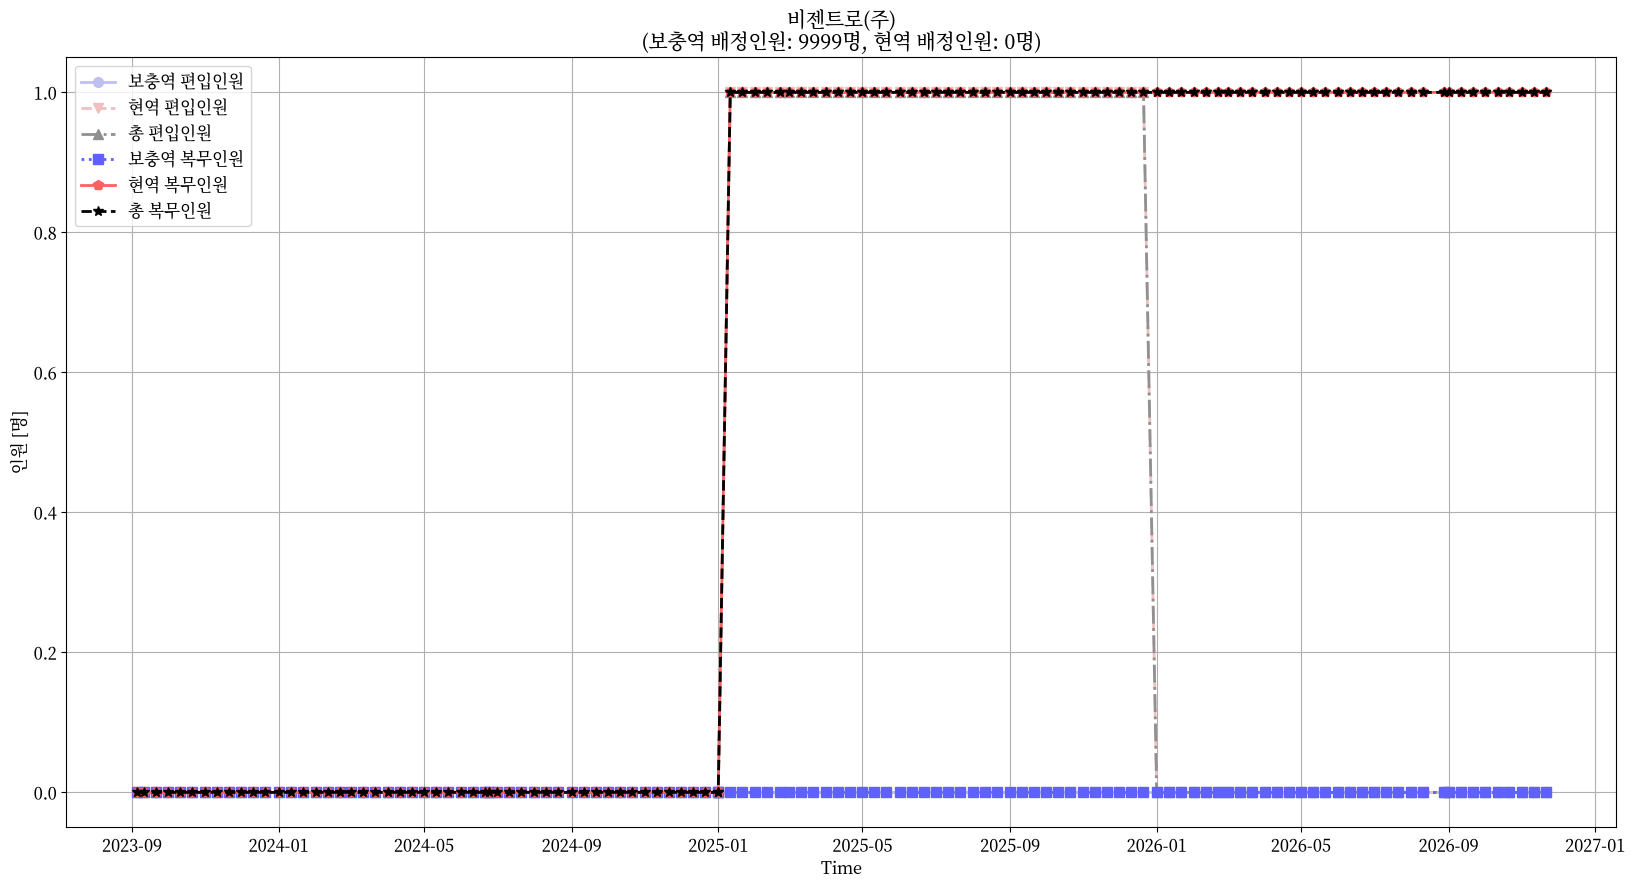 비젠트로(주)
(보충역 배정인원: 9999명, 현역 배정인원: 0명)
보충역 편입인원
현역 편입인원
총 편입인원
보충역 복무인원
현역 복무인원
총 복무인원
인원 [명]
1.0
0.8
0.6
0.4
0.2
0.0
2023-09 2024-01 2024-05 2024-09 2025-01 2025-05 2025-09 2026-01 2026-05 2026-09 2027-01
Time